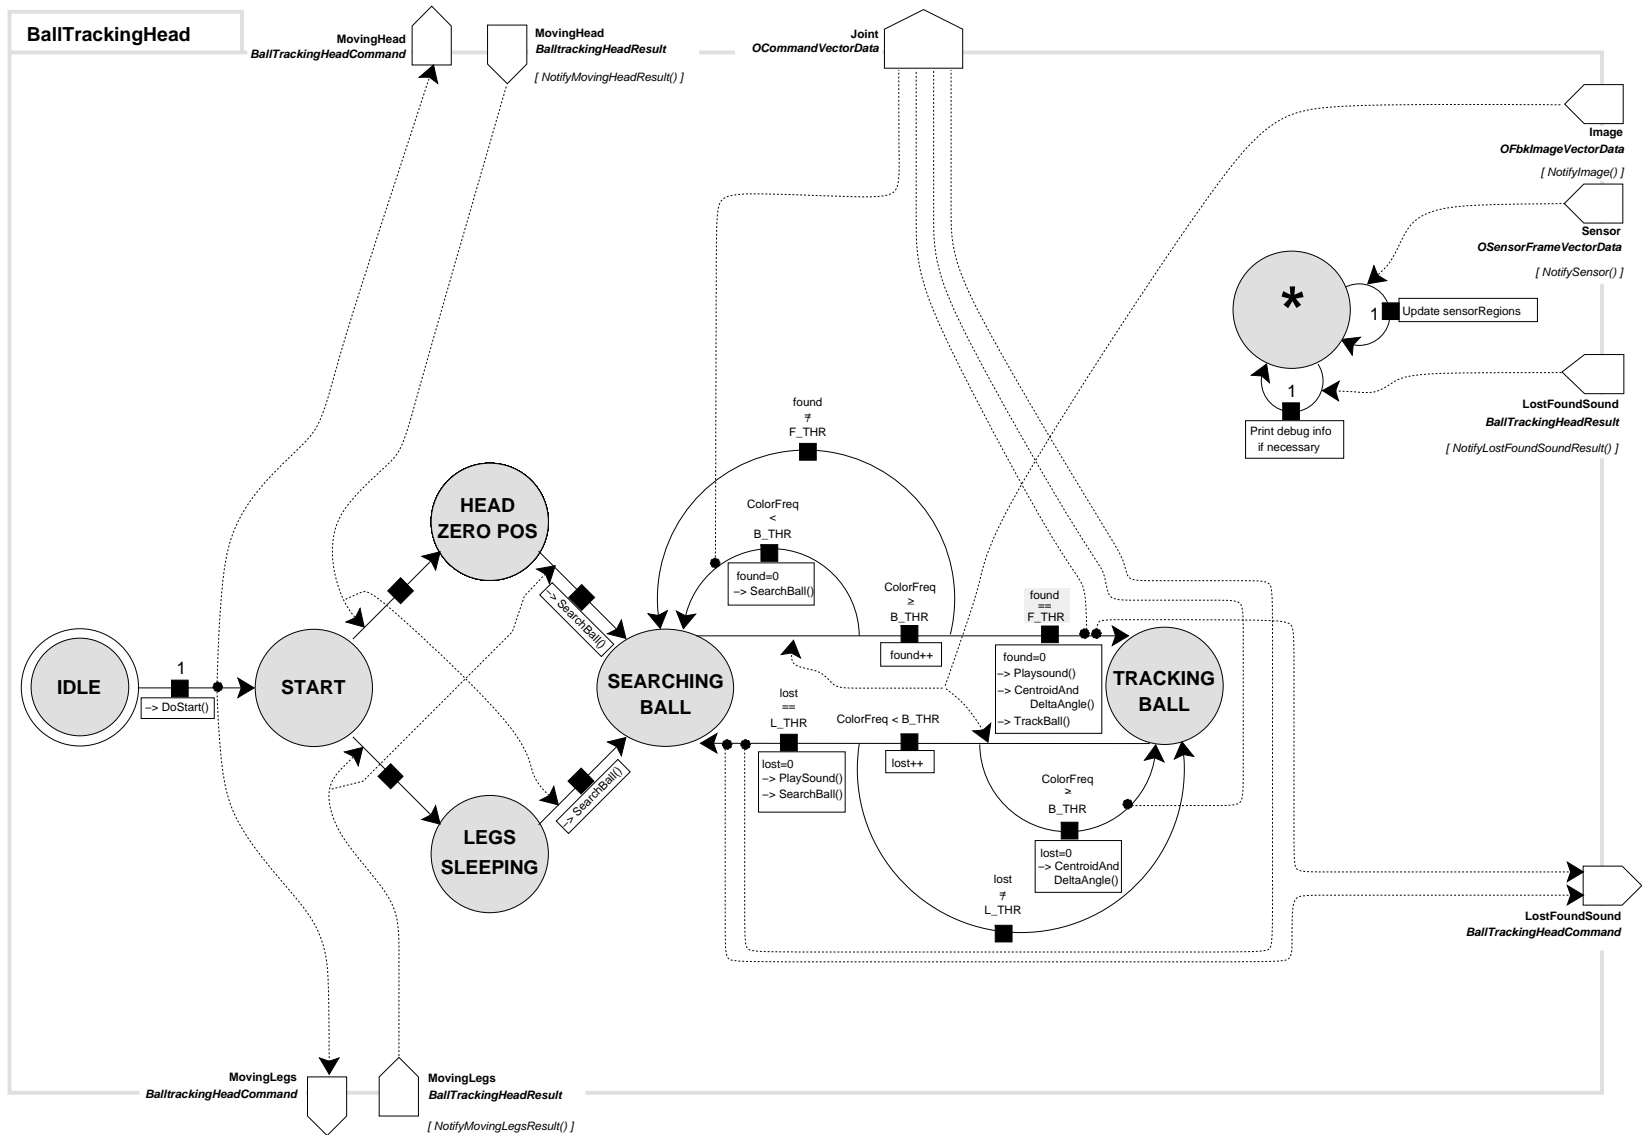 BallTrackingHead
MovingHead
BallTrackingHeadCommand
MovingHead
BalltrackingHeadResult
[ NotifyMovingHeadResult() ]
Joint
OCommandVectorData
Image
OFbkImageVectorData
[ NotifyImage() ]
Sensor
OSensorFrameVectorData
[ NotifySensor() ]
*
1
Update sensorRegions
1
Print debug info
if necessary
LostFoundSound
BallTrackingHeadResult
[ NotifyLostFoundSoundResult() ]
found
≠
F_THR
HEAD
ZERO POS
ColorFreq
<
B_THR
found=0
–> SearchBall()
–> SearchBall()
ColorFreq
≥
B_THR
found++
found
==
F_THR
found=0
–> Playsound()
–> CentroidAnd
DeltaAngle()
–> TrackBall()
IDLE
1
–> DoStart()
START
SEARCHING
BALL
TRACKING
BALL
lost
==
L_THR
ColorFreq < B_THR
lost++
lost=0
–> PlaySound()
–> SearchBall()
–> SearchBall()
ColorFreq
≥
B_THR
lost=0
–> CentroidAnd
DeltaAngle()
LEGS
SLEEPING
lost
≠
L_THR
LostFoundSound
BallTrackingHeadCommand
MovingLegs
BalltrackingHeadCommand
MovingLegs
BallTrackingHeadResult
[ NotifyMovingLegsResult() ]